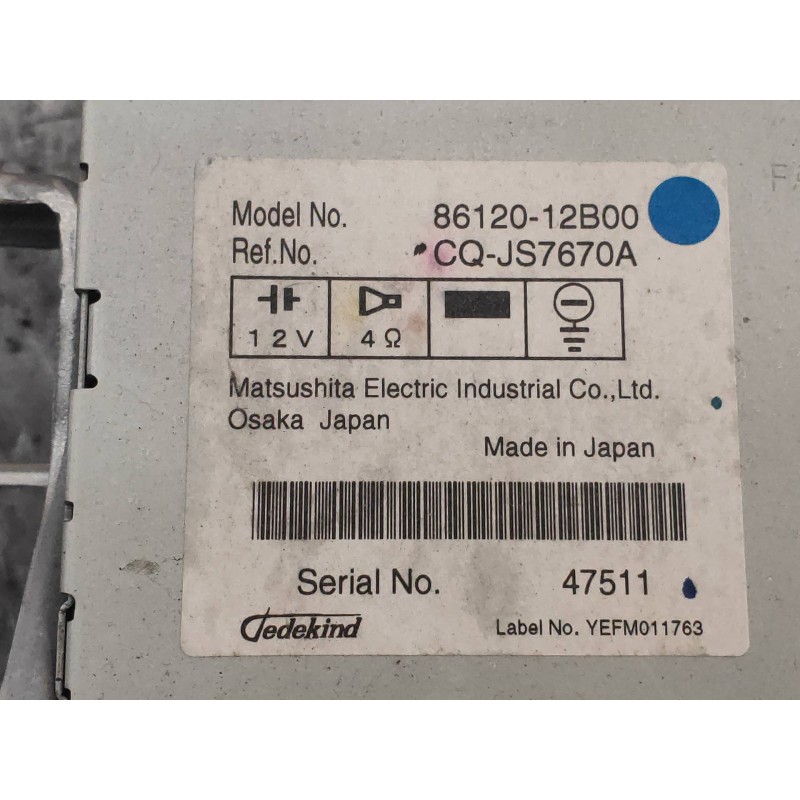 Model No. 86120-12B00
Ref.No. CQ-JS7670A
12V 4Ω
Matsushita Electric Industrial Co.,Ltd.
Osaka Japan
Made in Japan
Serial No. 47511
Gedekind Label No. YEFM011763